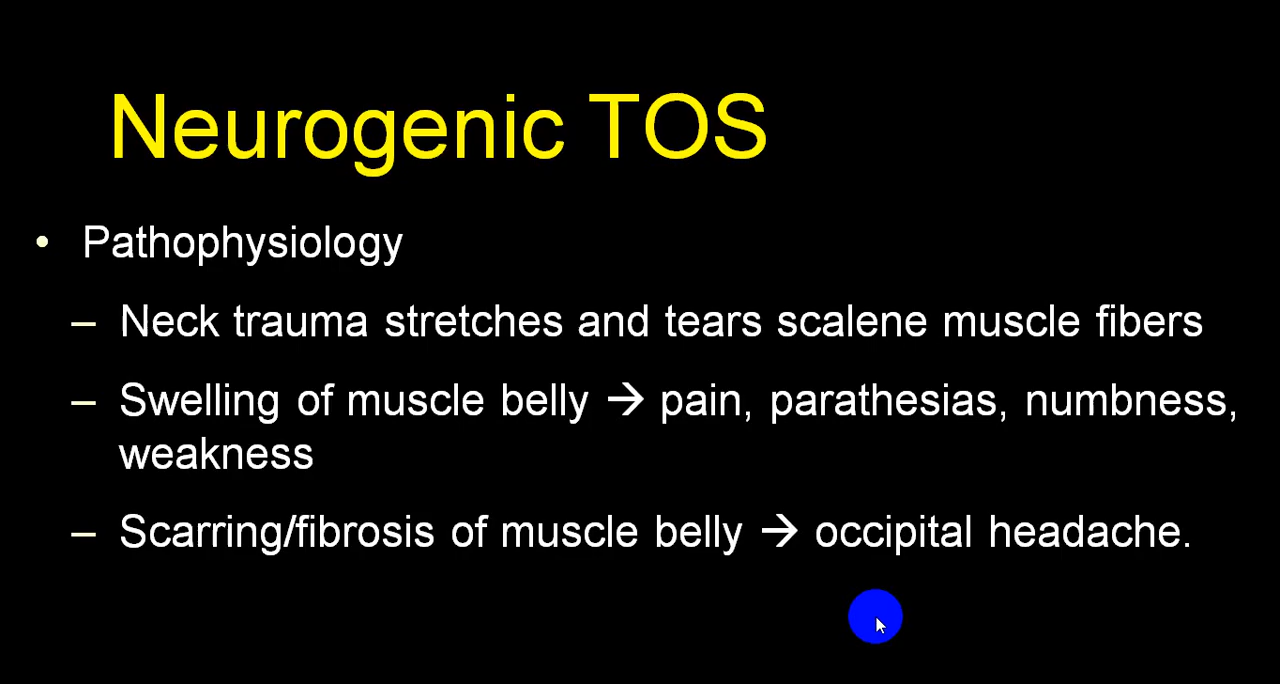 Neurogenic TOS
• Pathophysiology
– Neck trauma stretches and tears scalene muscle fibers
– Swelling of muscle belly → pain, parathesias, numbness,
weakness
– Scarring/fibrosis of muscle belly → occipital headache.